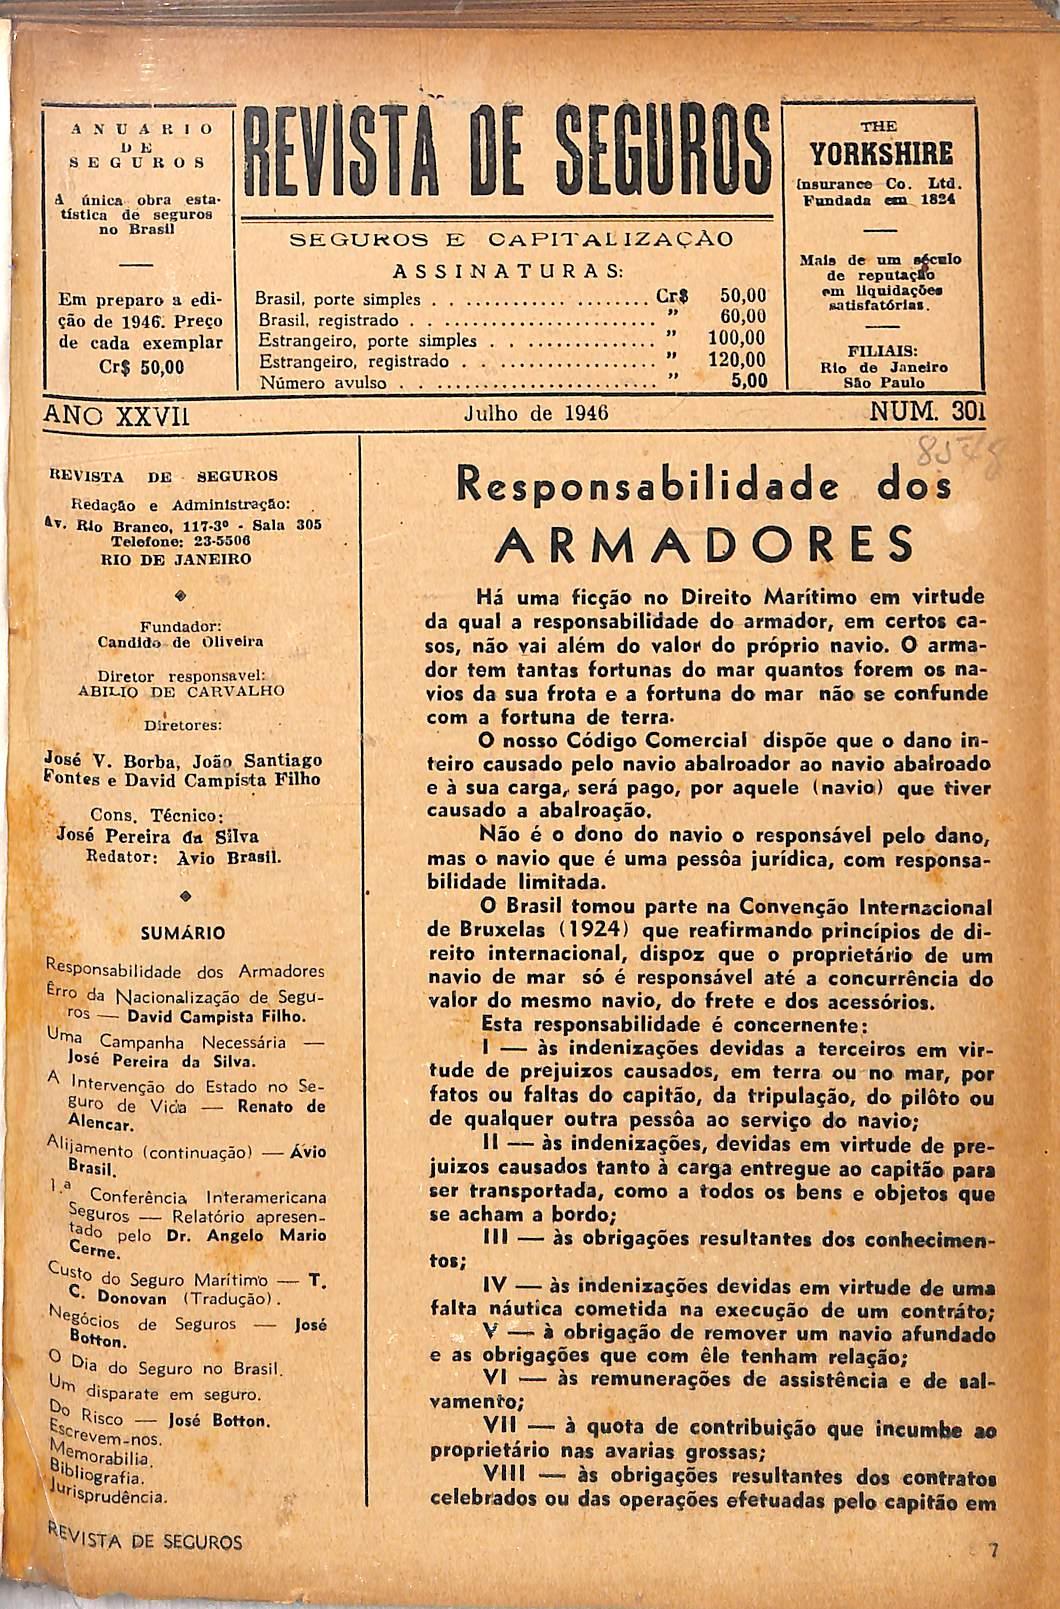 ANUARIO
DE
SEGUROS
A única obra esta-
tística de seguros
no Brasil
Em preparo a edi-
ção de 1946. Preço
de cada exemplar
Cr$ 50,00
REVISTA DE SEGUROS
SEGUROS E CAPITALIZAÇÃO
ASSINATURAS:
Brasil, porte simples . . . . . . . . . . . . . . . . . . . . . . Cr$ 50,00
Brasil, registrado . . . . . . . . . . . . . . . . . . . . . . . . " 60,00
Estrangeiro, porte simples . . . . . . . . . . . . . . . . . " 100,00
Estrangeiro, registrado . . . . . . . . . . . . . . . . . . . " 120,00
Número avulso . . . . . . . . . . . . . . . . . . . . . . . . . . " 5,00
THE
YORKSHIRE
Insurance Co. Ltd.
Fundada em 1824
Mais de um século
de reputação
em liquidações
satisfatórias.
FILIAIS:
Rio de Janeiro
São Paulo
ANO XXVII Julho de 1946 NUM. 301
8578
REVISTA DE SEGUROS
Redação e Administração:
Av. Rio Branco, 117-3º - Sala 305
Telefone: 23-5506
RIO DE JANEIRO
Fundador:
Candido de Oliveira
Diretor responsavel:
ABILIO DE CARVALHO
Diretores:
José V. Borba, João Santiago
Fontes e David Campista Filho
Cons. Técnico:
José Pereira da Silva
Redator: Avio Brasil.
SUMÁRIO
Responsabilidade dos Armadores
Êrro da Nacionalização de Segu-
ros — David Campista Filho.
Uma Campanha Necessária —
José Pereira da Silva.
A Intervenção do Estado no Se-
guro de Vida — Renato de
Alencar.
Alijamento (continuação) — Ávio
Brasil.
1.ª Conferência Interamericana
Seguros — Relatório apresen-
tado pelo Dr. Angelo Mario
Cerne.
Custo do Seguro Marítimo — T.
C. Donovan (Tradução).
Negócios de Seguros — José
Botton.
O Dia do Seguro no Brasil.
Um disparate em seguro.
Do Risco — José Botton.
Escrevem-nos.
Memorabilia.
Bibliografia.
Jurisprudência.
Responsabilidade dos
ARMADORES
Há uma ficção no Direito Marítimo em virtude
da qual a responsabilidade do armador, em certos ca-
sos, não vai além do valor do próprio navio. O arma-
dor tem tantas fortunas do mar quantos forem os na-
vios da sua frota e a fortuna do mar não se confunde
com a fortuna de terra.
O nosso Código Comercial dispõe que o dano in-
teiro causado pelo navio abalroador ao navio abalroado
e à sua carga, será pago, por aquele (navio) que tiver
causado a abalroação.
Não é o dono do navio o responsável pelo dano,
mas o navio que é uma pessôa jurídica, com responsa-
bilidade limitada.
O Brasil tomou parte na Convenção Internacional
de Bruxelas (1924) que reafirmando princípios de di-
reito internacional, dispoz que o proprietário de um
navio de mar só é responsável até a concurrência do
valor do mesmo navio, do frete e dos acessórios.
Esta responsabilidade é concernente:
I — às indenizações devidas a terceiros em vir-
tude de prejuizos causados, em terra ou no mar, por
fatos ou faltas do capitão, da tripulação, do pilôto ou
de qualquer outra pessôa ao serviço do navio;
II — às indenizações, devidas em virtude de pre-
juizos causados tanto à carga entregue ao capitão para
ser transportada, como a todos os bens e objetos que
se acham a bordo;
III — às obrigações resultantes dos conhecimen-
tos;
IV — às indenizações devidas em virtude de uma
falta náutica cometida na execução de um contráto;
V — à obrigação de remover um navio afundado
e as obrigações que com êle tenham relação;
VI — às remunerações de assistência e de sal-
vamento;
VII — à quota de contribuição que incumbe ao
proprietário nas avarias grossas;
VIII — às obrigações resultantes dos contratos
celebrados ou das operações efetuadas pelo capitão em
REVISTA DE SEGUROS 7